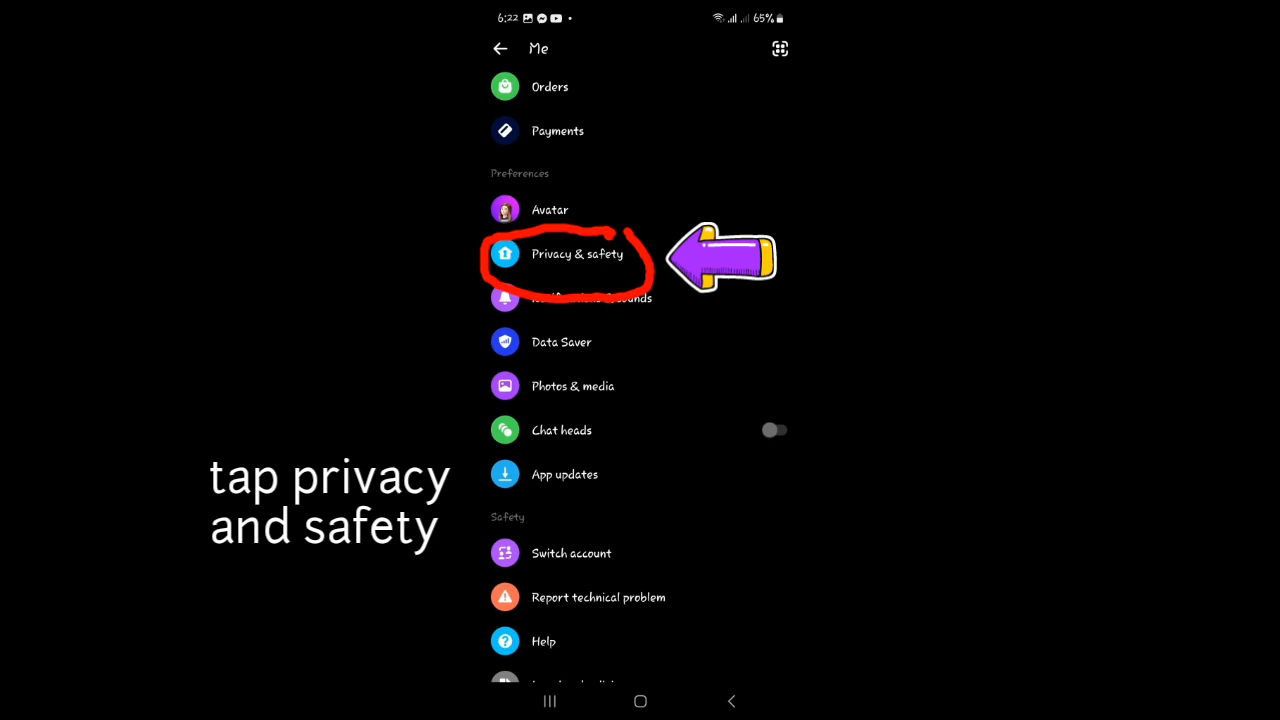 6:22
65%
Me
Orders
Payments
Preferences
Avatar
Privacy & safety
Data Saver
Photos & media
Chat heads
App updates
tap privacy
and safety
Safety
Switch account
Report technical problem
Help